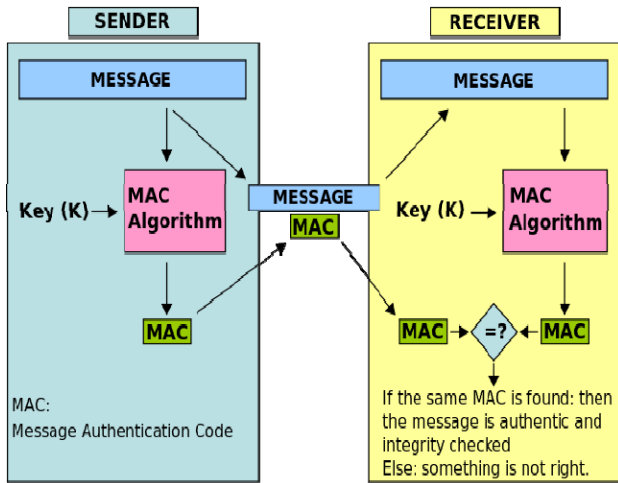 SENDER
MESSAGE
Key (K)
MAC
Algorithm
MAC
MAC:
Message Authentication Code
MESSAGE
MAC
RECEIVER
MESSAGE
Key (K)
MAC
Algorithm
MAC
=?
MAC
If the same MAC is found: then
the message is authentic and
integrity checked
Else: something is not right.